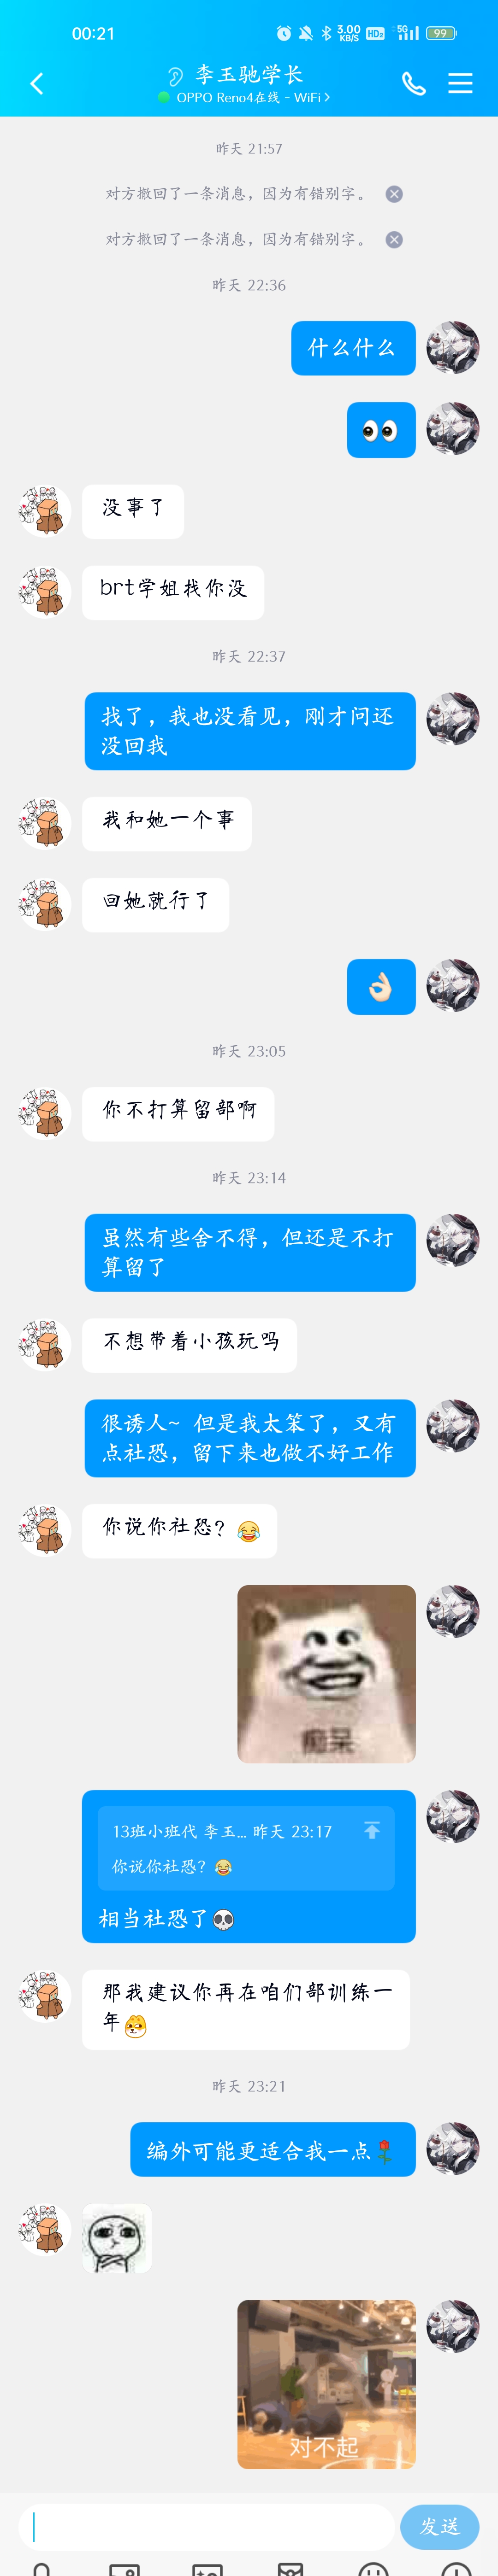 00:21
3.00
KB/S
HD2
5G
99
李玉驰学长
OPPO Reno4在线 - WiFi
昨天 21:57
对方撤回了一条消息，因为有错别字。
对方撤回了一条消息，因为有错别字。
昨天 22:36
什么什么
👀
没事了
brt学姐找你没
昨天 22:37
找了，我也没看见，刚才问还
没回我
我和她一个事
回她就行了
👌🏻
昨天 23:05
你不打算留部啊
昨天 23:14
虽然有些舍不得，但还是不打
算留了
不想带着小孩玩吗
很诱人~ 但是我太笨了，又有
点社恐，留下来也做不好工作
你说你社恐？😂
痴呆
13班小班代 李玉... 昨天 23:17
你说你社恐？😂
相当社恐了💀
那我建议你再在咱们部训练一
年
昨天 23:21
编外可能更适合我一点🌹
对不起
发送